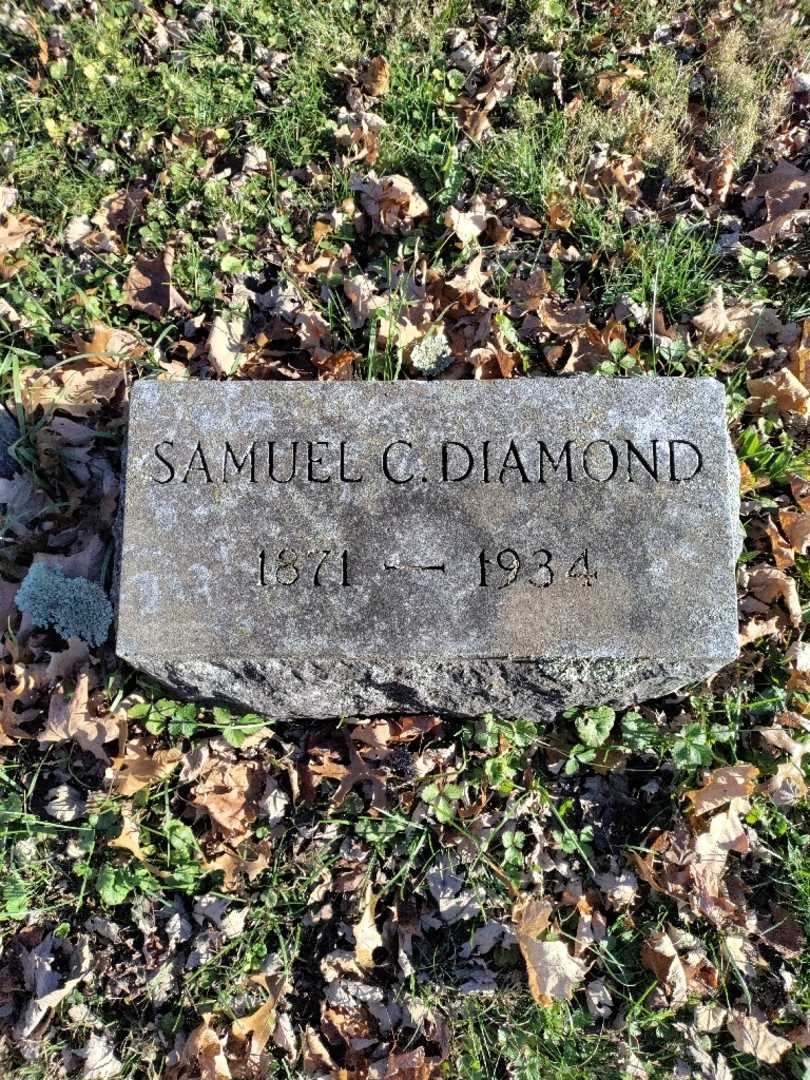 SAMUEL C. DIAMOND
1871 — 1934